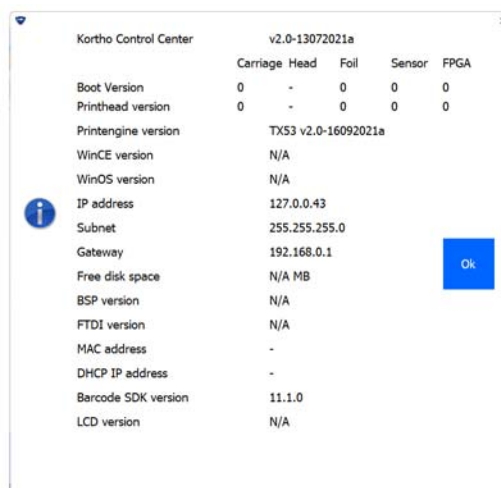 Kortho Control Center v2.0-13072021a
Carriage Head Foil Sensor FPGA
Boot Version 0 - 0 0 0
Printhead version 0 - 0 0 0
Printengine version TX53 v2.0-16092021a
WinCE version N/A
WinOS version N/A
IP address 127.0.0.43
Subnet 255.255.255.0
Gateway 192.168.0.1
Ok
Free disk space N/A MB
BSP version N/A
FTDI version N/A
MAC address -
DHCP IP address -
Barcode SDK version 11.1.0
LCD version N/A